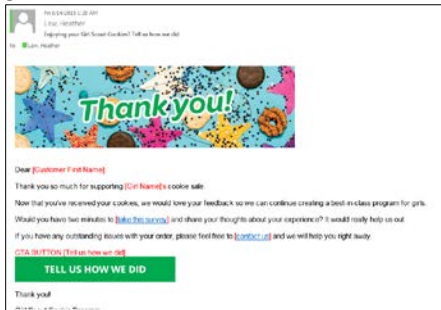 Enjoying your Girl Scout Cookies? Tell us how we did
To
Thank you!
Dear [Customer First Name]
Thank you so much for supporting [Girl Name]'s cookie sale
Now that you've received your cookies, we would love your feedback so we can continue creating a best-in-class program for girls.
Would you have two minutes to [take this survey] and share your thoughts about your experience? It would really help us out
If you have any outstanding issues with your order, please feel free to [contact us] and we will help you right away
CTA BUTTON [Tell us how we did]
TELL US HOW WE DID
Thank you!